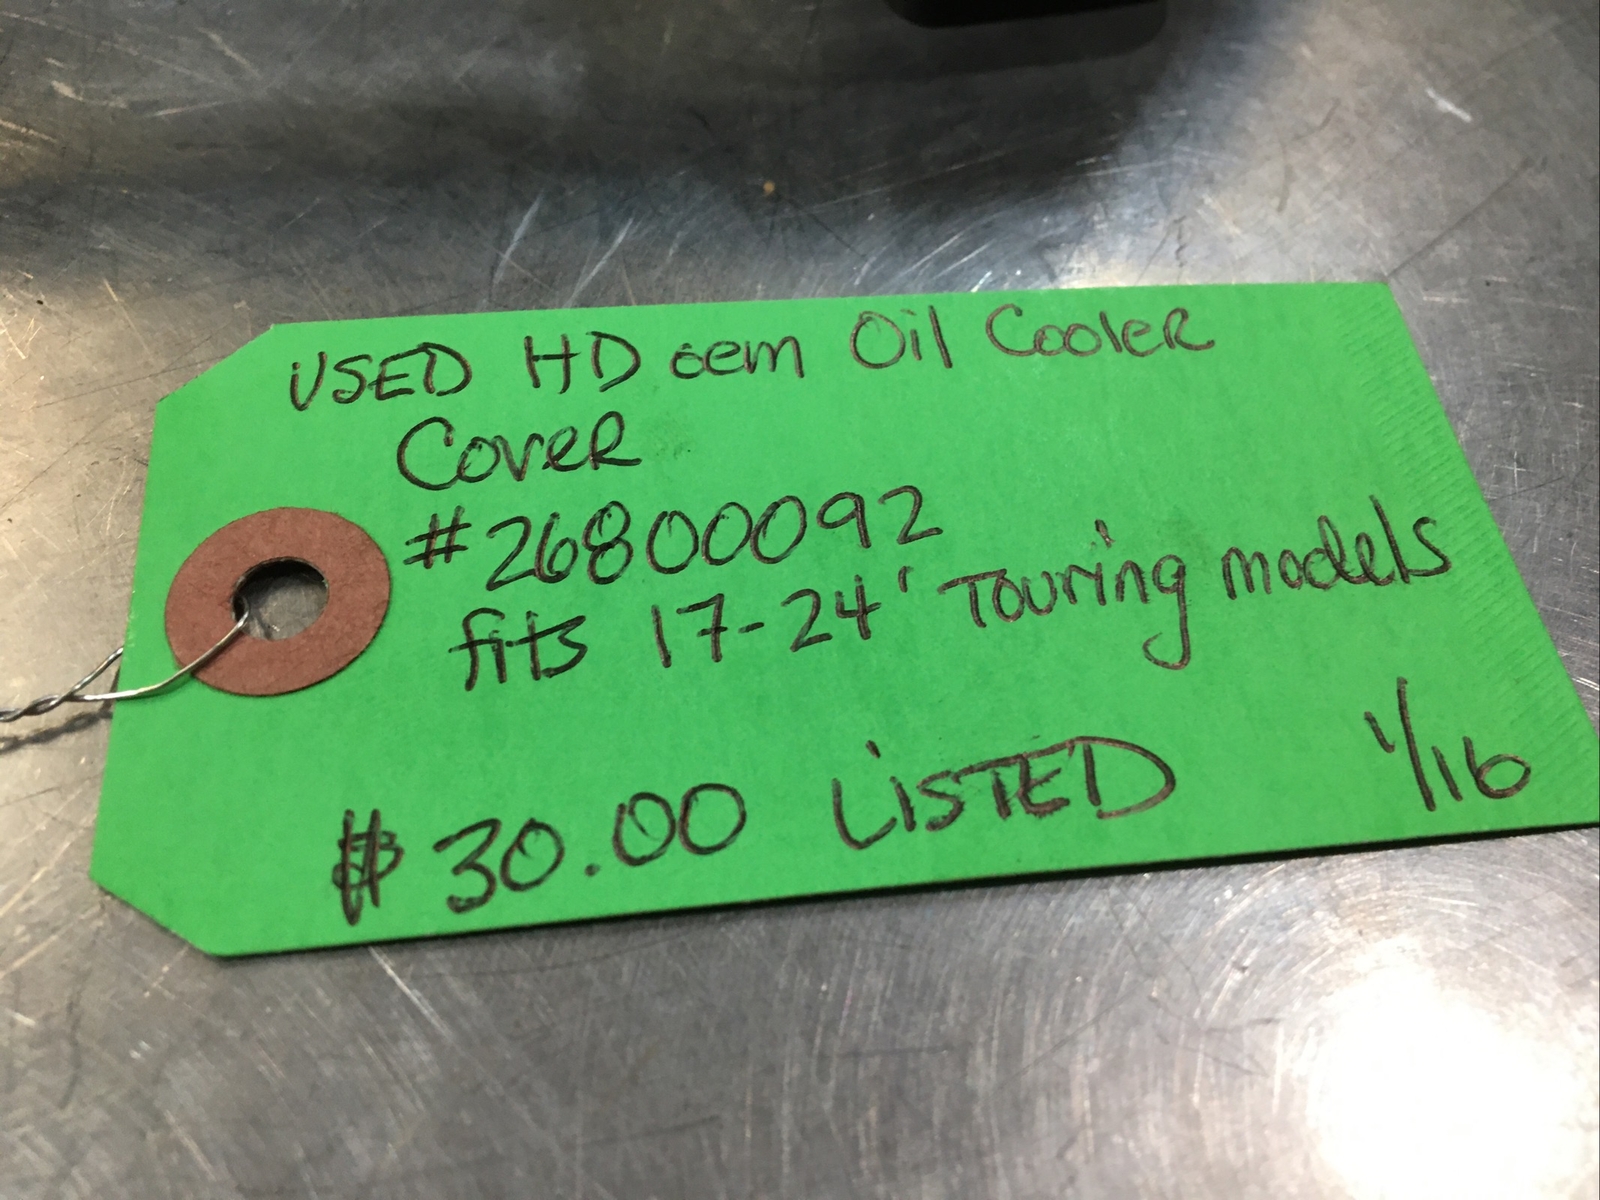 USED HD oem Oil Cooler
Cover
#26800092
fits 17-24' Touring models
$30.00 LiSTED 1/16